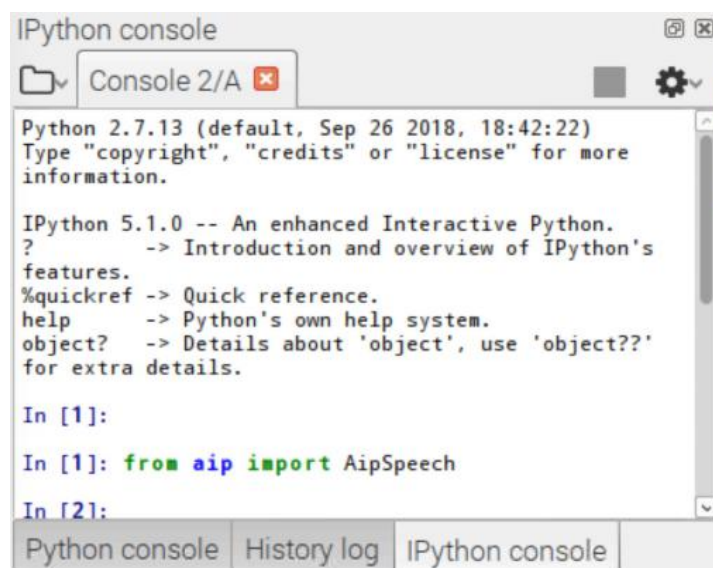 IPython console
Console 2/A
Python 2.7.13 (default, Sep 26 2018, 18:42:22)
Type "copyright", "credits" or "license" for more
information.
IPython 5.1.0 -- An enhanced Interactive Python.
?         -> Introduction and overview of IPython's
features.
%quickref -> Quick reference.
help      -> Python's own help system.
object?   -> Details about 'object', use 'object??'
for extra details.
In [1]:
In [1]: from aip import AipSpeech
In [2]:
Python console History log IPython console